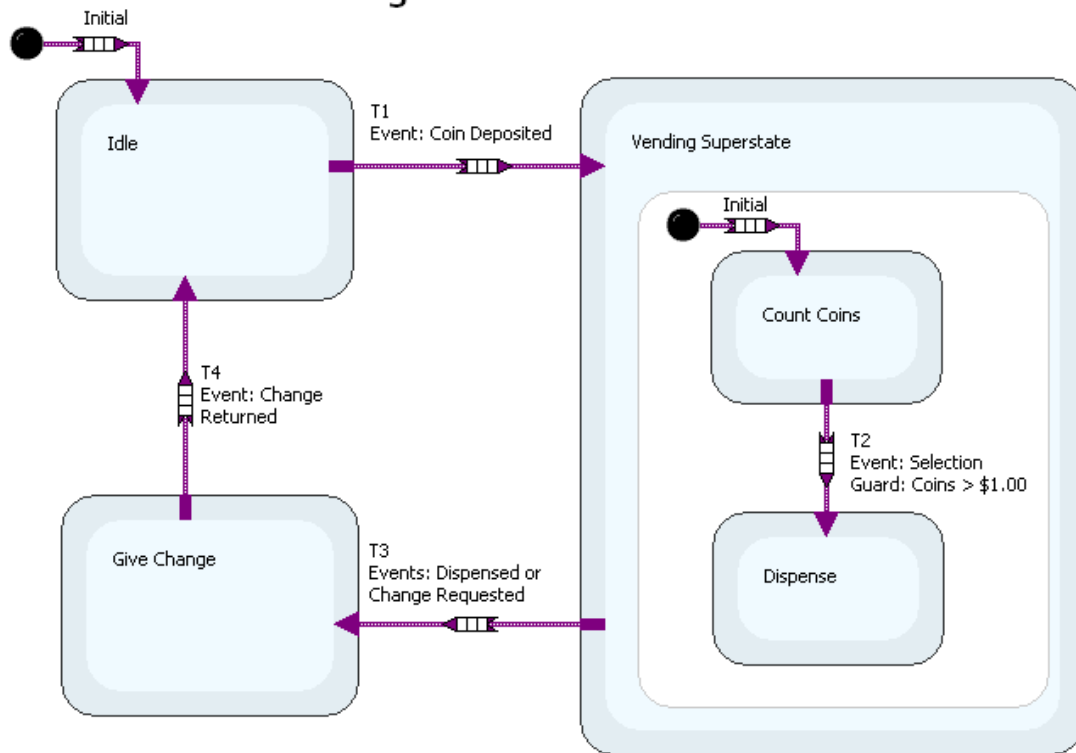 Initial
Idle
T1
Event: Coin Deposited
Vending Superstate
Initial
Count Coins
T2
Event: Selection
Guard: Coins > $1.00
Dispense
T4
Event: Change
Returned
Give Change
T3
Events: Dispensed or
Change Requested